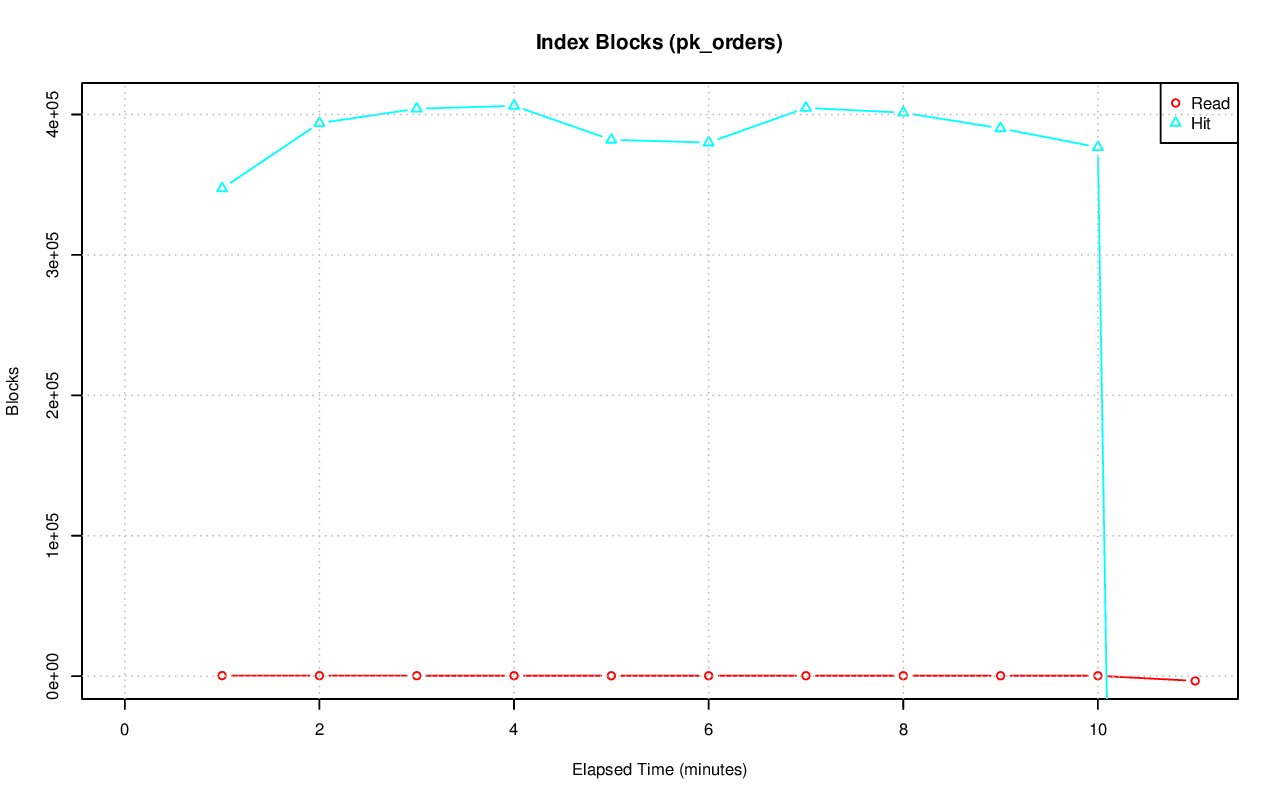 Index Blocks (pk_orders)
Read
Hit
Blocks
4e+05
3e+05
2e+05
1e+05
0e+00
0 2 4 6 8 10
Elapsed Time (minutes)